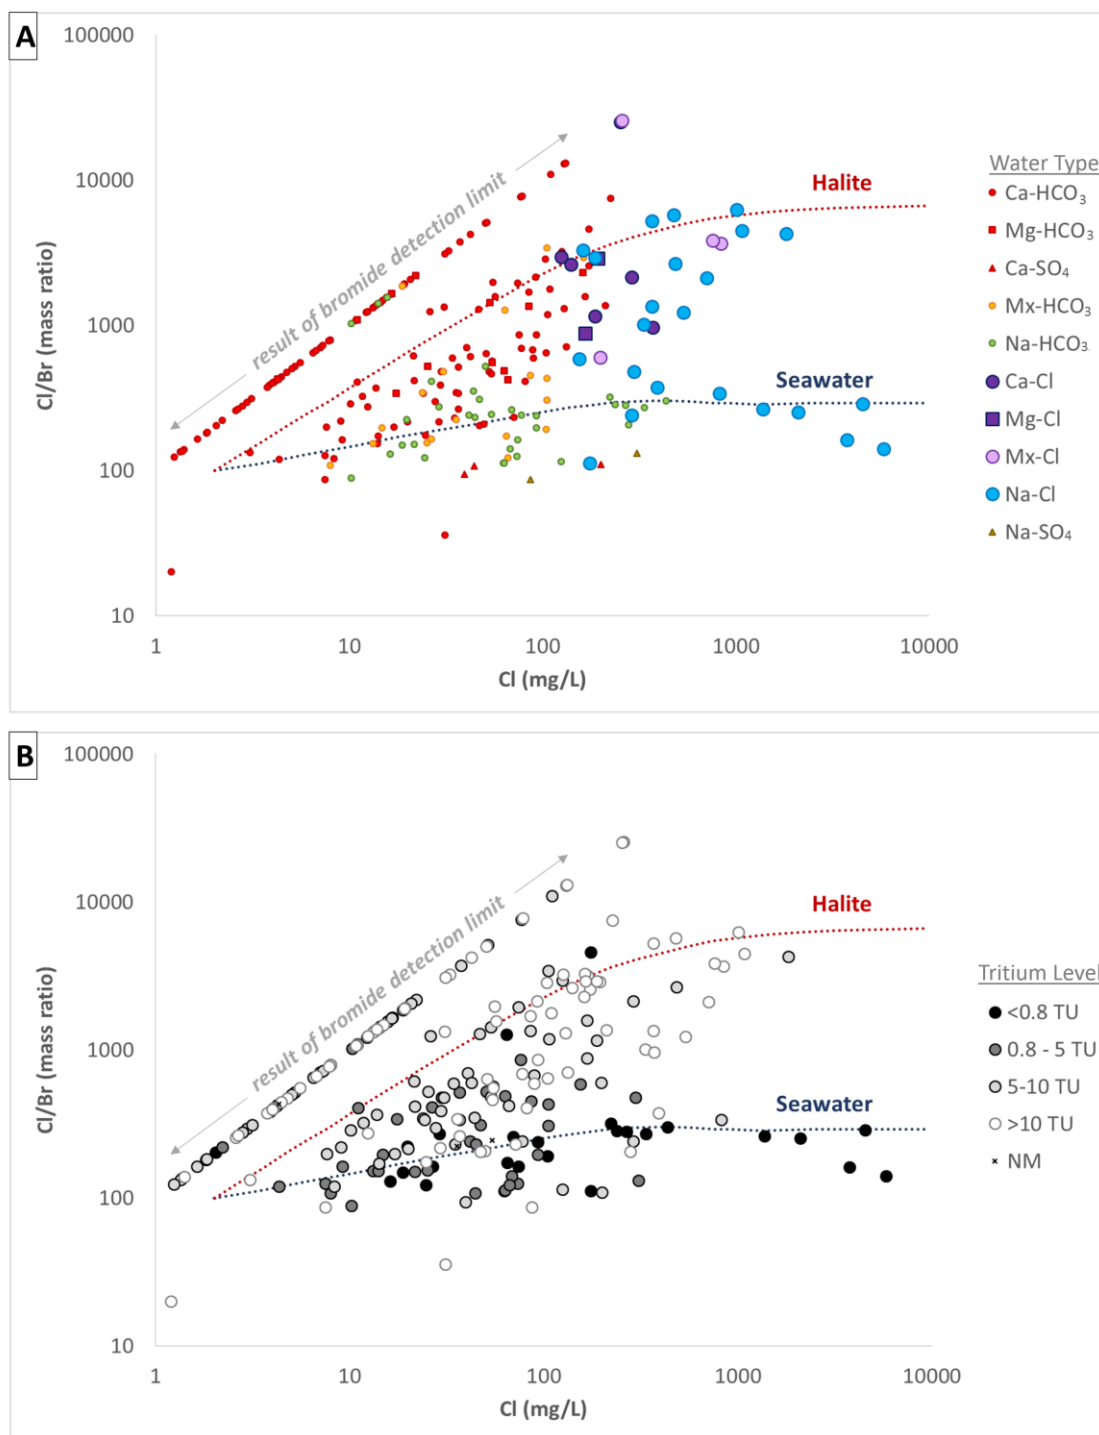 A
100000
10000
1000
100
10
1
10
100
1000
10000
Cl/Br (mass ratio)
Cl (mg/L)
result of bromide detection limit
Halite
Seawater
Water Type
Ca-HCO₃
Mg-HCO₃
Ca-SO₄
Mx-HCO₃
Na-HCO₃
Ca-Cl
Mg-Cl
Mx-Cl
Na-Cl
Na-SO₄
B
100000
10000
1000
100
10
1
10
100
1000
10000
Cl/Br (mass ratio)
Cl (mg/L)
result of bromide detection limit
Halite
Seawater
Tritium Level
<0.8 TU
0.8 - 5 TU
5-10 TU
>10 TU
NM